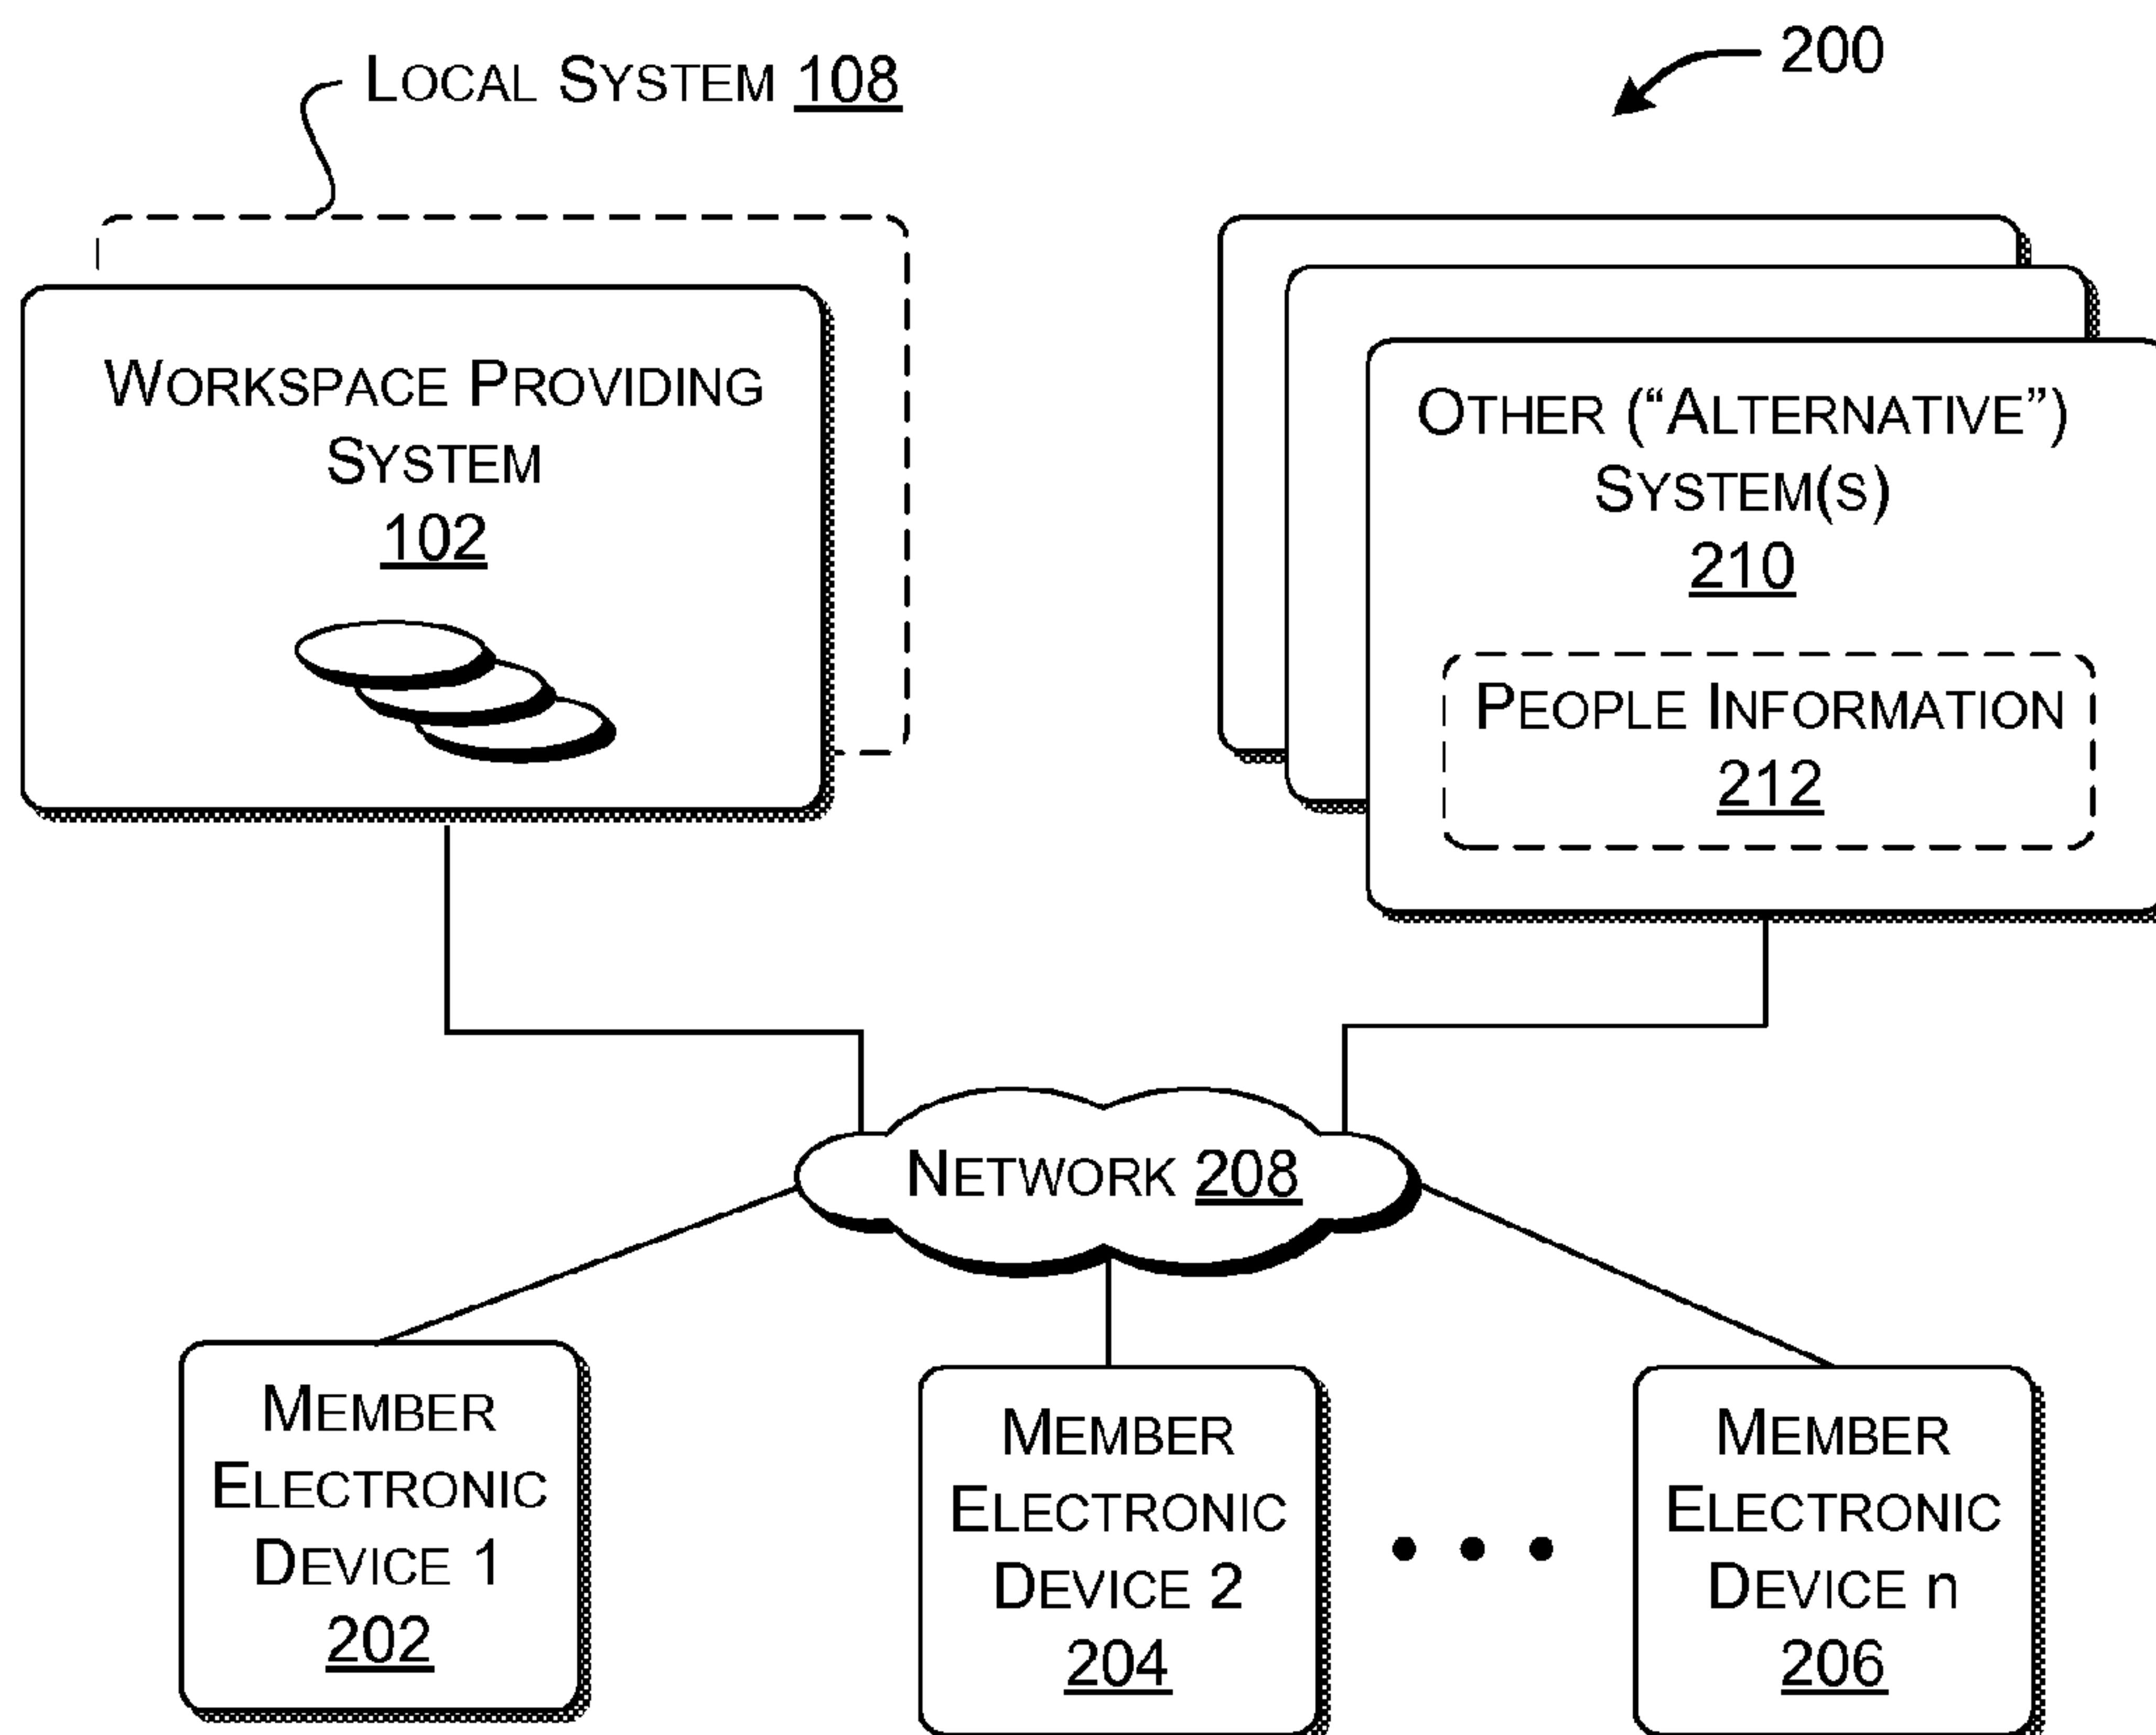 LOCAL SYSTEM 108
200
WORKSPACE PROVIDING
SYSTEM
102
OTHER (“ALTERNATIVE”)
SYSTEM(S)
210
PEOPLE INFORMATION
212
NETWORK 208
MEMBER
ELECTRONIC
DEVICE 1
202
MEMBER
ELECTRONIC
DEVICE 2
204
MEMBER
ELECTRONIC
DEVICE n
206